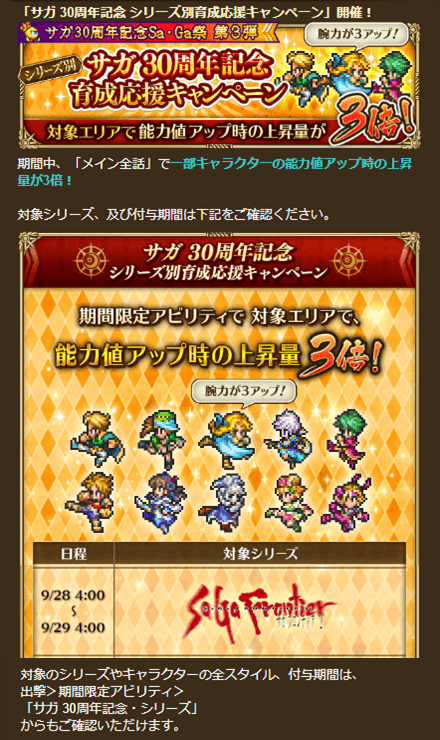 「サガ 30周年記念 シリーズ別育成応援キャンペーン」開催！
サガ30周年記念Sa・Ga祭 第3弾
腕力が3アップ!
シリーズ別
サガ 30周年記念
育成応援キャンペーン
対象エリアで能力値アップ時の上昇量が
3倍!
期間中、「メイン全話」で一部キャラクターの能力値アップ時の上昇
量が3倍！
対象シリーズ、及び付与期間は下記をご確認ください。
サガ 30周年記念
シリーズ別育成応援キャンペーン
期間限定アビリティで 対象エリアで、
能力値アップ時の上昇量 3倍!
腕力が3アップ!
日程 対象シリーズ
9/28 4:00
～
9/29 4:00
SaGa Frontier
対象のシリーズやキャラクターの全スタイル、付与期間は、
出撃＞期間限定アビリティ＞
「サガ 30周年記念・シリーズ」
からもご確認いただけます。